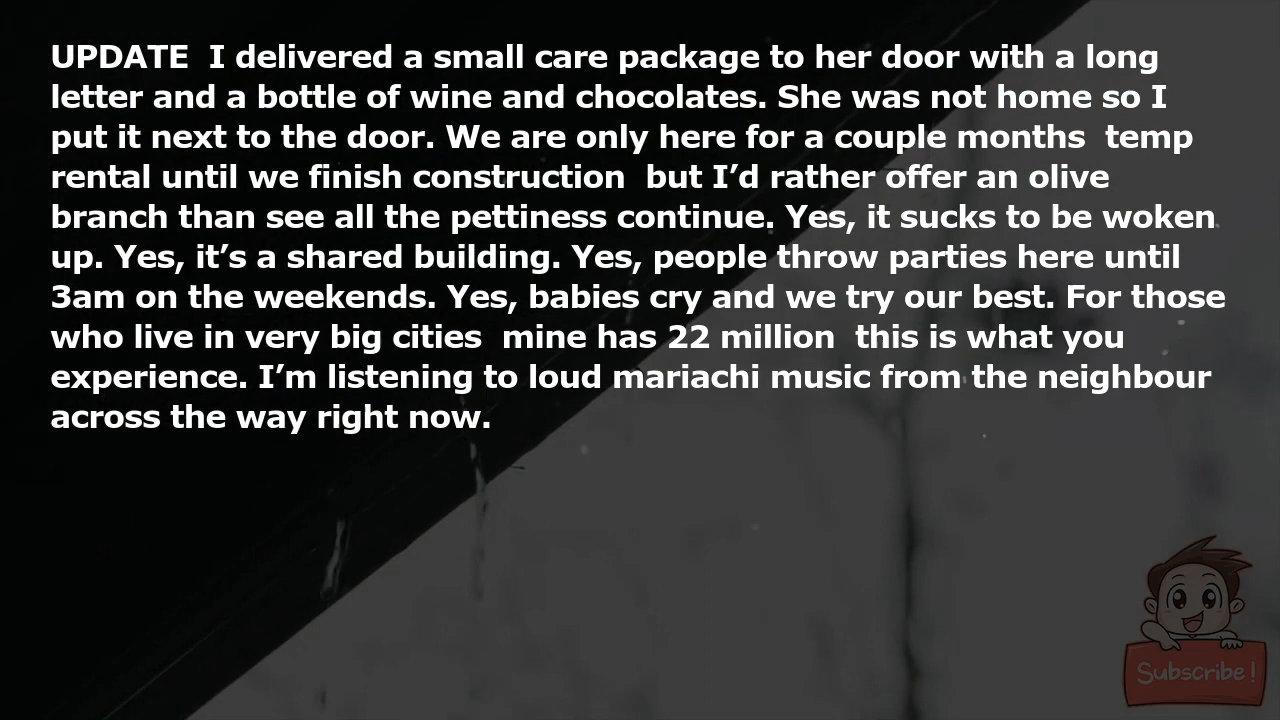 UPDATE  I delivered a small care package to her door with a long
letter and a bottle of wine and chocolates. She was not home so I
put it next to the door. We are only here for a couple months  temp
rental until we finish construction  but I’d rather offer an olive
branch than see all the pettiness continue. Yes, it sucks to be woken
up. Yes, it’s a shared building. Yes, people throw parties here until
3am on the weekends. Yes, babies cry and we try our best. For those
who live in very big cities  mine has 22 million  this is what you
experience. I’m listening to loud mariachi music from the neighbour
across the way right now.
Subscribe!